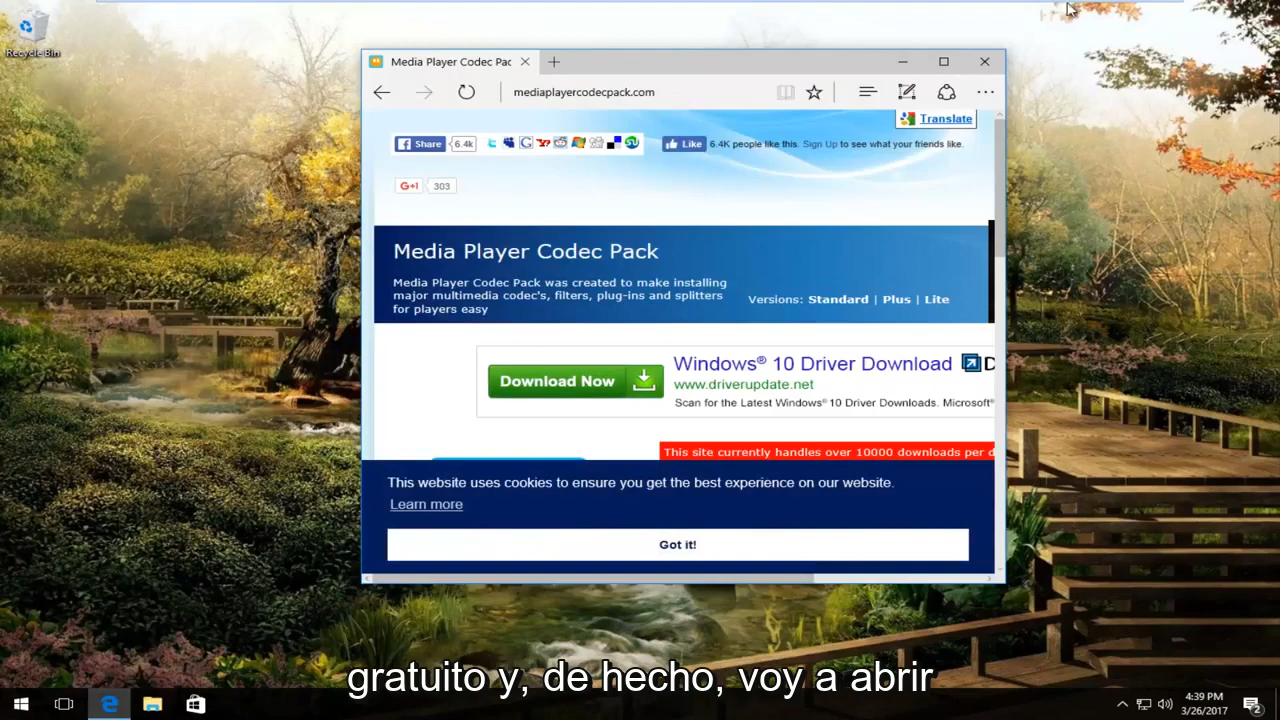 Recycle Bin
Media Player Codec Pac
mediaplayercodecpack.com
Translate
Share
6.4k
Like
6.4K people like this. Sign Up to see what your friends like.
G+1
303
Media Player Codec Pack
Media Player Codec Pack was created to make installing
major multimedia codec's, filters, plug-ins and splitters
for players easy
Versions: Standard | Plus | Lite
Download Now
Windows® 10 Driver Download
D
www.driverupdate.net
Scan for the Latest Windows® 10 Driver Downloads. Microsoft®
This site currently handles over 10000 downloads per d
This website uses cookies to ensure you get the best experience on our website.
Learn more
Got it!
gratuito y, de hecho, voy a abrir
4:39 PM
3/26/2017
2